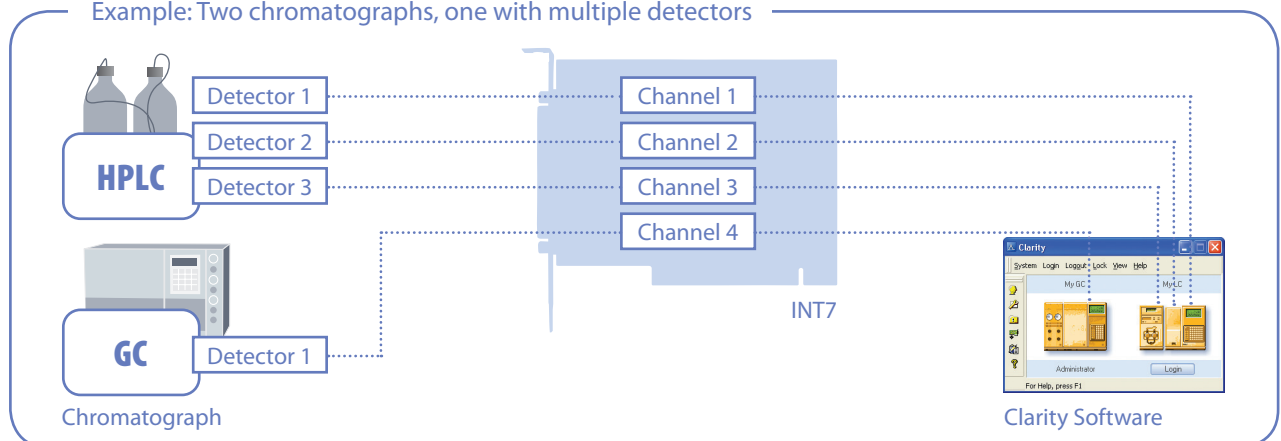 Example: Two chromatographs, one with multiple detectors
Detector 1
Channel 1
Detector 2
Channel 2
HPLC
Detector 3
Channel 3
Channel 4
Clarity
System Login Logout Lock View Help
My GC
My LC
INT7
GC
Detector 1
Administrator
Login
For Help, press F1
Chromatograph
Clarity Software